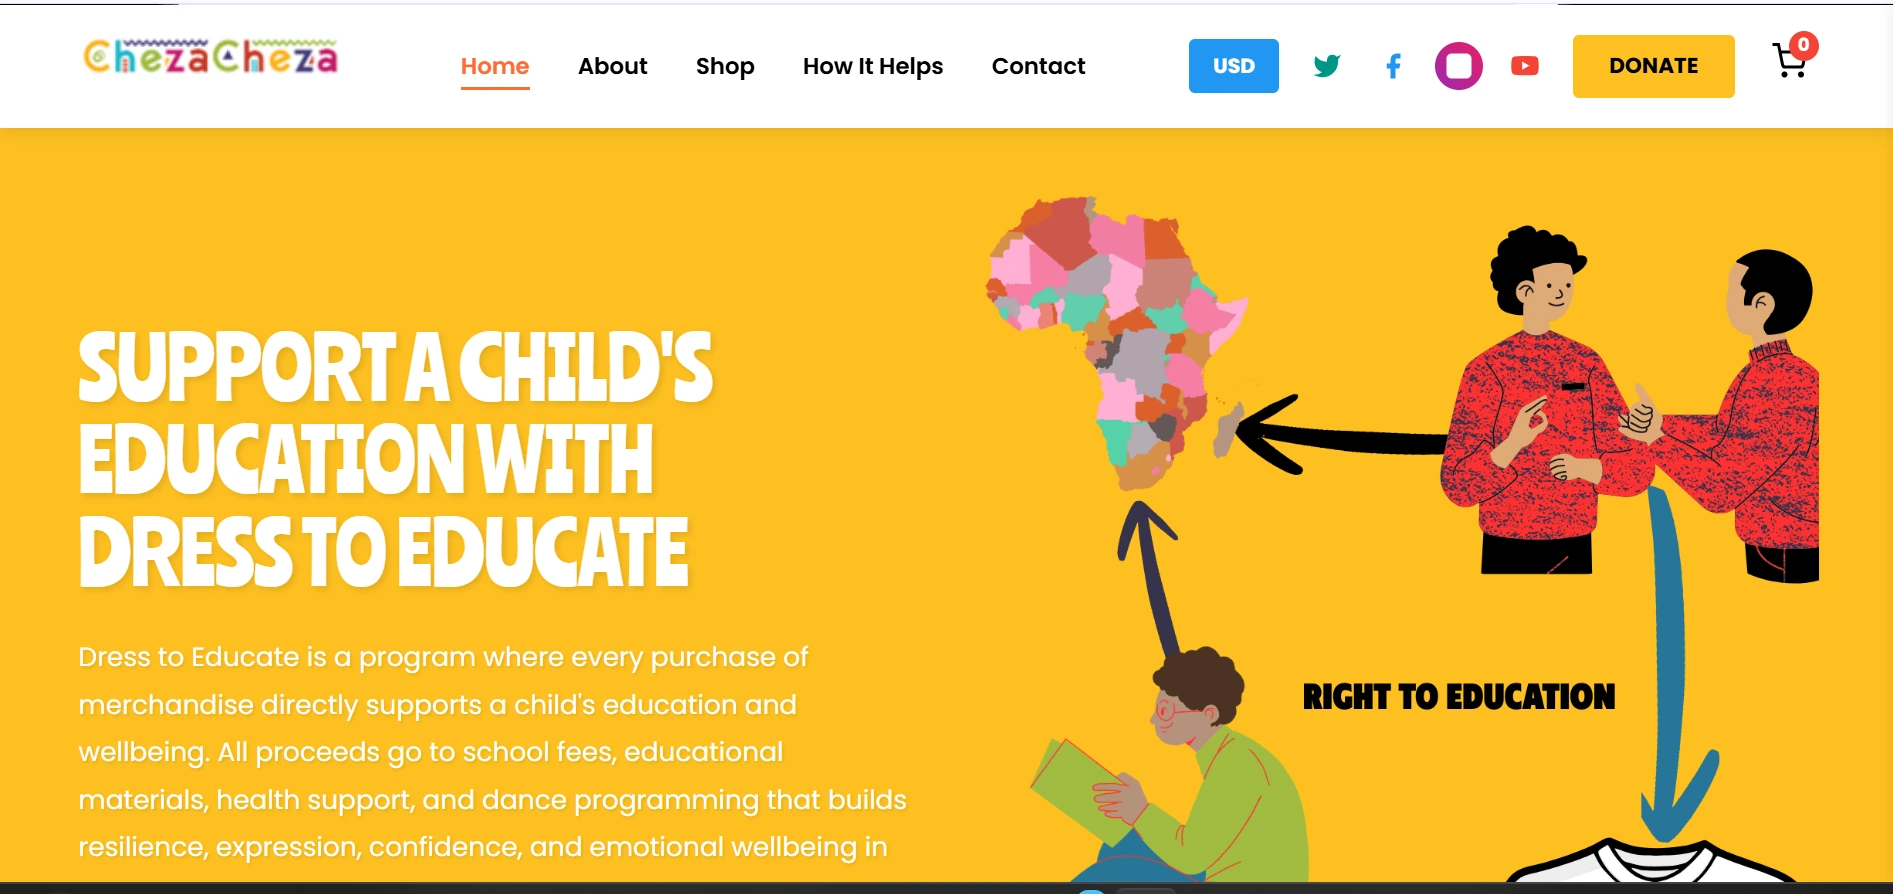 ChezaCheza
Home About Shop How It Helps Contact USD DONATE 0
SUPPORT A CHILD'S
EDUCATION WITH
DRESS TO EDUCATE
Dress to Educate is a program where every purchase of
merchandise directly supports a child's education and
wellbeing. All proceeds go to school fees, educational
materials, health support, and dance programming that builds
resilience, expression, confidence, and emotional wellbeing in
RIGHT TO EDUCATION